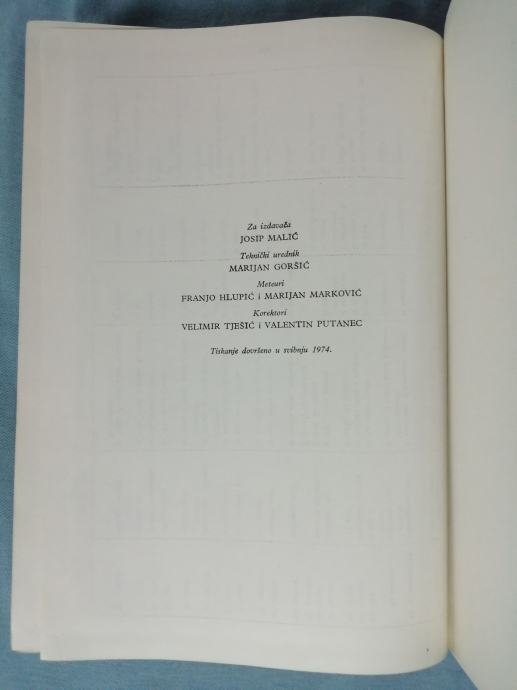 Za izdavača
JOSIP MALIĆ
Tehnički urednik
MARIJAN GORŠIĆ
Meteuri
FRANJO HLUPIĆ i MARIJAN MARKOVIĆ
Korektori
VELIMIR TJEŠIĆ i VALENTIN PUTANEC
Tiskanje dovršeno u svibnju 1974.